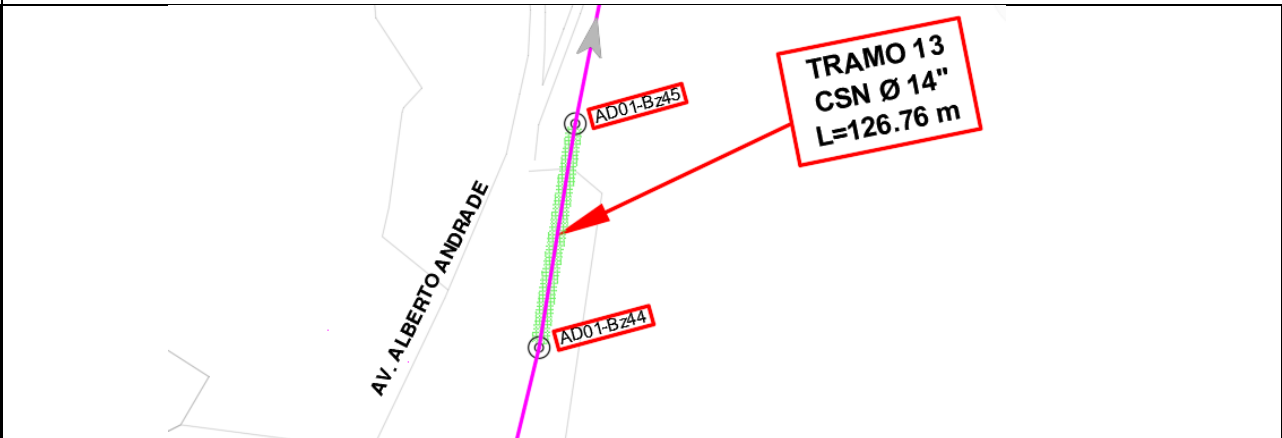 TRAMO 13
CSN Ø 14"
L=126.76 m
AD01-Bz45
AV. ALBERTO ANDRADE
AD01-Bz44